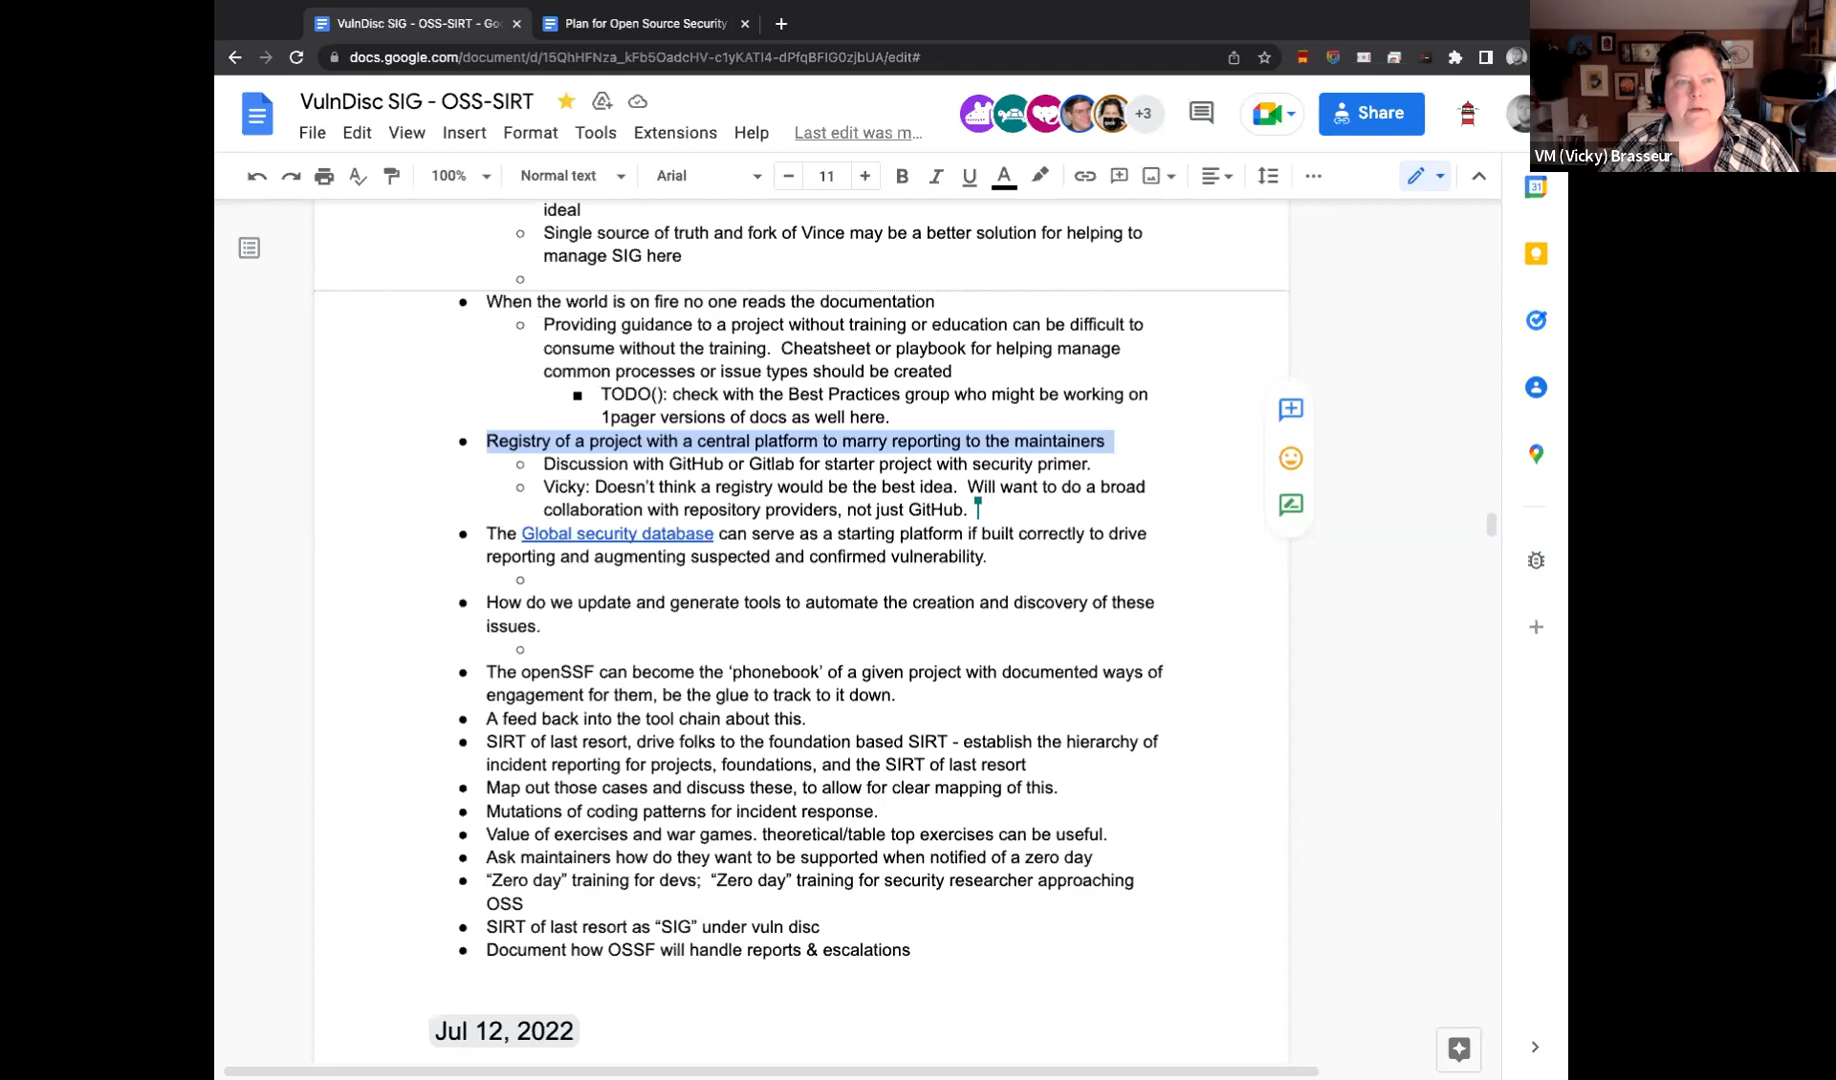 VulnDisc SIG - OSS-SIRT - Go
Plan for Open Source Security
docs.google.com/document/d/15QhHFNza_kFb5OadcHV-c1yKATI4-dPfqBFIG0zjbUA/edit#
VulnDisc SIG - OSS-SIRT
File Edit View Insert Format Tools Extensions Help Last edit was m...
+3
Share
VM (Vicky) Brasseur
100% Normal text Arial 11
31
ideal
Single source of truth and fork of Vince may be a better solution for helping to
manage SIG here
When the world is on fire no one reads the documentation
Providing guidance to a project without training or education can be difficult to
consume without the training. Cheatsheet or playbook for helping manage
common processes or issue types should be created
TODO(): check with the Best Practices group who might be working on
1pager versions of docs as well here.
Registry of a project with a central platform to marry reporting to the maintainers
Discussion with GitHub or Gitlab for starter project with security primer.
Vicky: Doesn't think a registry would be the best idea. Will want to do a broad
collaboration with repository providers, not just GitHub.
The Global security database can serve as a starting platform if built correctly to drive
reporting and augmenting suspected and confirmed vulnerability.
How do we update and generate tools to automate the creation and discovery of these
issues.
The openSSF can become the ‘phonebook’ of a given project with documented ways of
engagement for them, be the glue to track to it down.
A feed back into the tool chain about this.
SIRT of last resort, drive folks to the foundation based SIRT - establish the hierarchy of
incident reporting for projects, foundations, and the SIRT of last resort
Map out those cases and discuss these, to allow for clear mapping of this.
Mutations of coding patterns for incident response.
Value of exercises and war games. theoretical/table top exercises can be useful.
Ask maintainers how do they want to be supported when notified of a zero day
“Zero day” training for devs; “Zero day” training for security researcher approaching
OSS
SIRT of last resort as “SIG” under vuln disc
Document how OSSF will handle reports & escalations
Jul 12, 2022